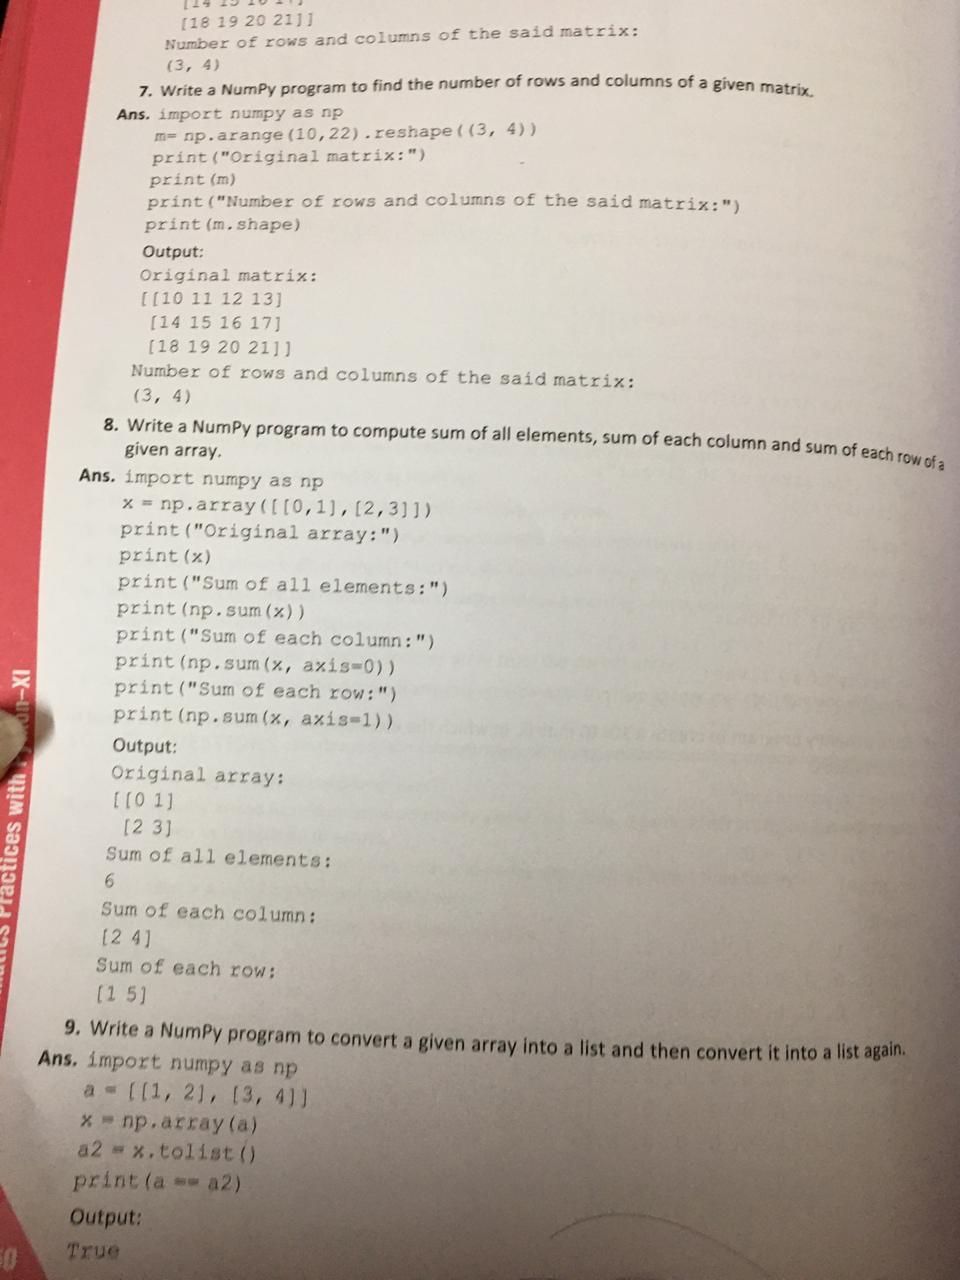 [18 19 20 21]]
Number of rows and columns of the said matrix:
(3, 4)
7. Write a NumPy program to find the number of rows and columns of a given matrix.
Ans. import numpy as np
m= np.arange(10,22).reshape((3, 4))
print("Original matrix:")
print(m)
print("Number of rows and columns of the said matrix:")
print(m.shape)
Output:
Original matrix:
[[10 11 12 13]
[14 15 16 17]
[18 19 20 21]]
Number of rows and columns of the said matrix:
(3, 4)
8. Write a NumPy program to compute sum of all elements, sum of each column and sum of each row of a
given array.
Ans. import numpy as np
x = np.array([[0,1],[2,3]])
print("Original array:")
print(x)
print("Sum of all elements:")
print(np.sum(x))
print("Sum of each column:")
print(np.sum(x, axis=0))
print("Sum of each row:")
print(np.sum(x, axis=1))
Output:
Original array:
[[0 1]
[2 3]
Sum of all elements:
6
Sum of each column:
[2 4]
Sum of each row:
[1 5]
9. Write a NumPy program to convert a given array into a list and then convert it into a list again.
Ans. import numpy as np
a = [[1, 2], [3, 4]]
x = np.array(a)
a2 = x.tolist()
print(a == a2)
Output:
True
Practices with XI